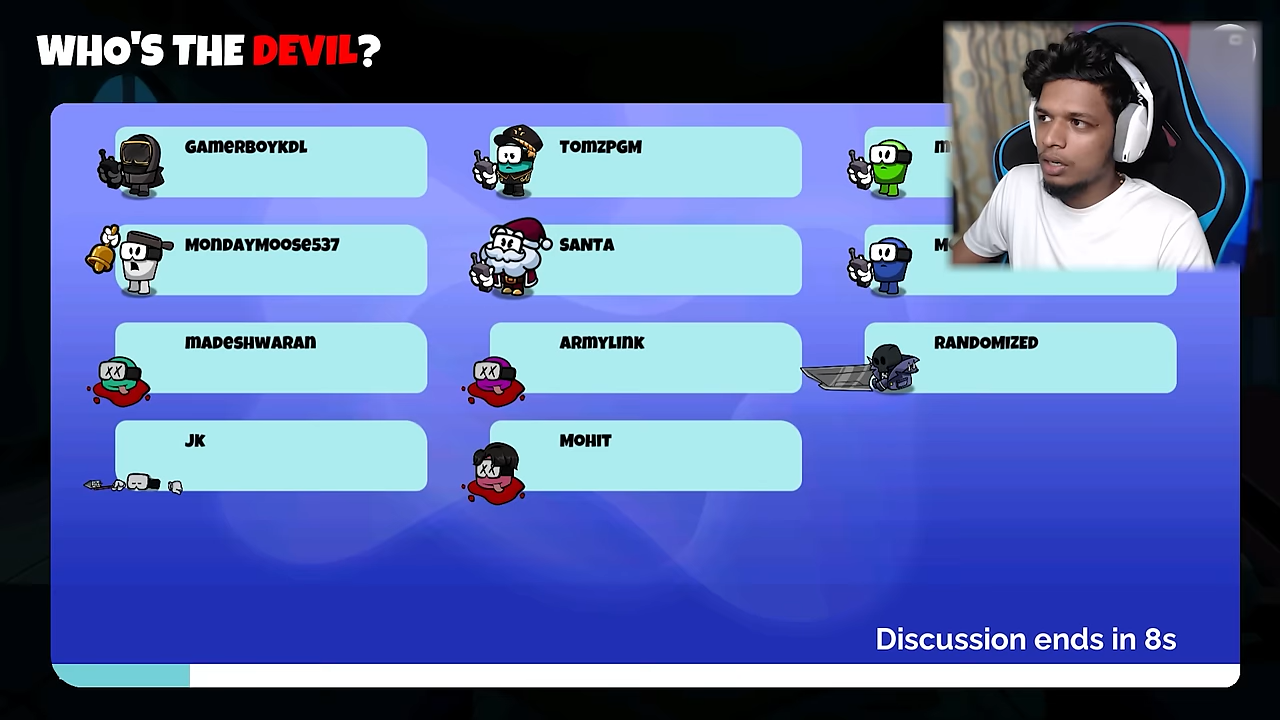 WHO'S THE DEVIL?
GAMERBOYKDL
TOMZPGM
MONDAYMOOSE537
SANTA
MADESHWARAN
ARMYLINK
RANDOMIZED
JK
MOHIT
Discussion ends in 8s